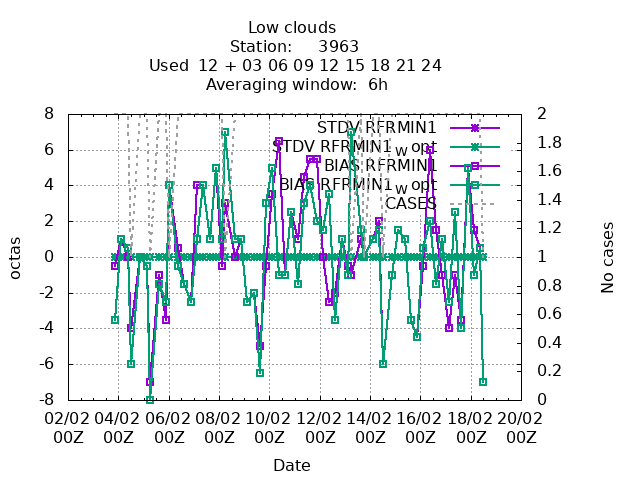 Low clouds
Station:     3963
Used  12 + 03 06 09 12 15 18 21 24
Averaging window:  6h
8
6
4
2
0
-2
-4
-6
-8
octas
2
1.8
1.6
1.4
1.2
1
0.8
0.6
0.4
0.2
0
No cases
STDV RFRMIN1
STDV RFRMIN1_w opt
BIAS RFRMIN1
BIAS RFRMIN1_w opt
CASES
02/02 04/02 06/02 08/02 10/02 12/02 14/02 16/02 18/02 20/02
00Z 00Z 00Z 00Z 00Z 00Z 00Z 00Z 00Z 00Z
Date